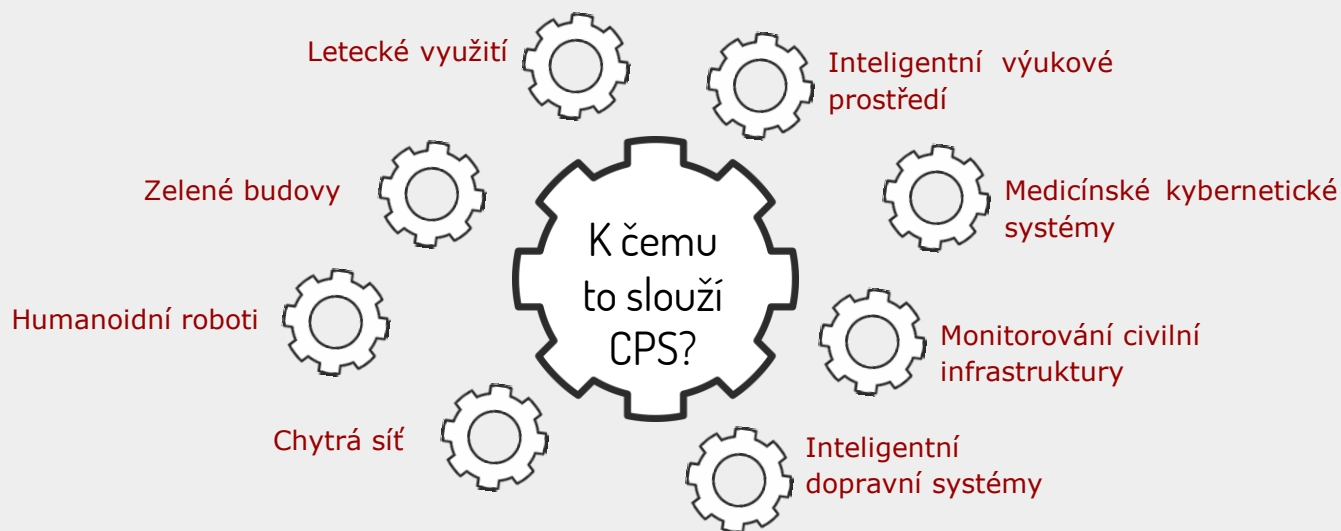 Letecké využití
Inteligentní výukové
prostředí
Zelené budovy
Medicínské kybernetické
systémy
K čemu
to slouží
CPS?
Humanoidní roboti
Monitorování civilní
infrastruktury
Chytrá síť
Inteligentní
dopravní systémy